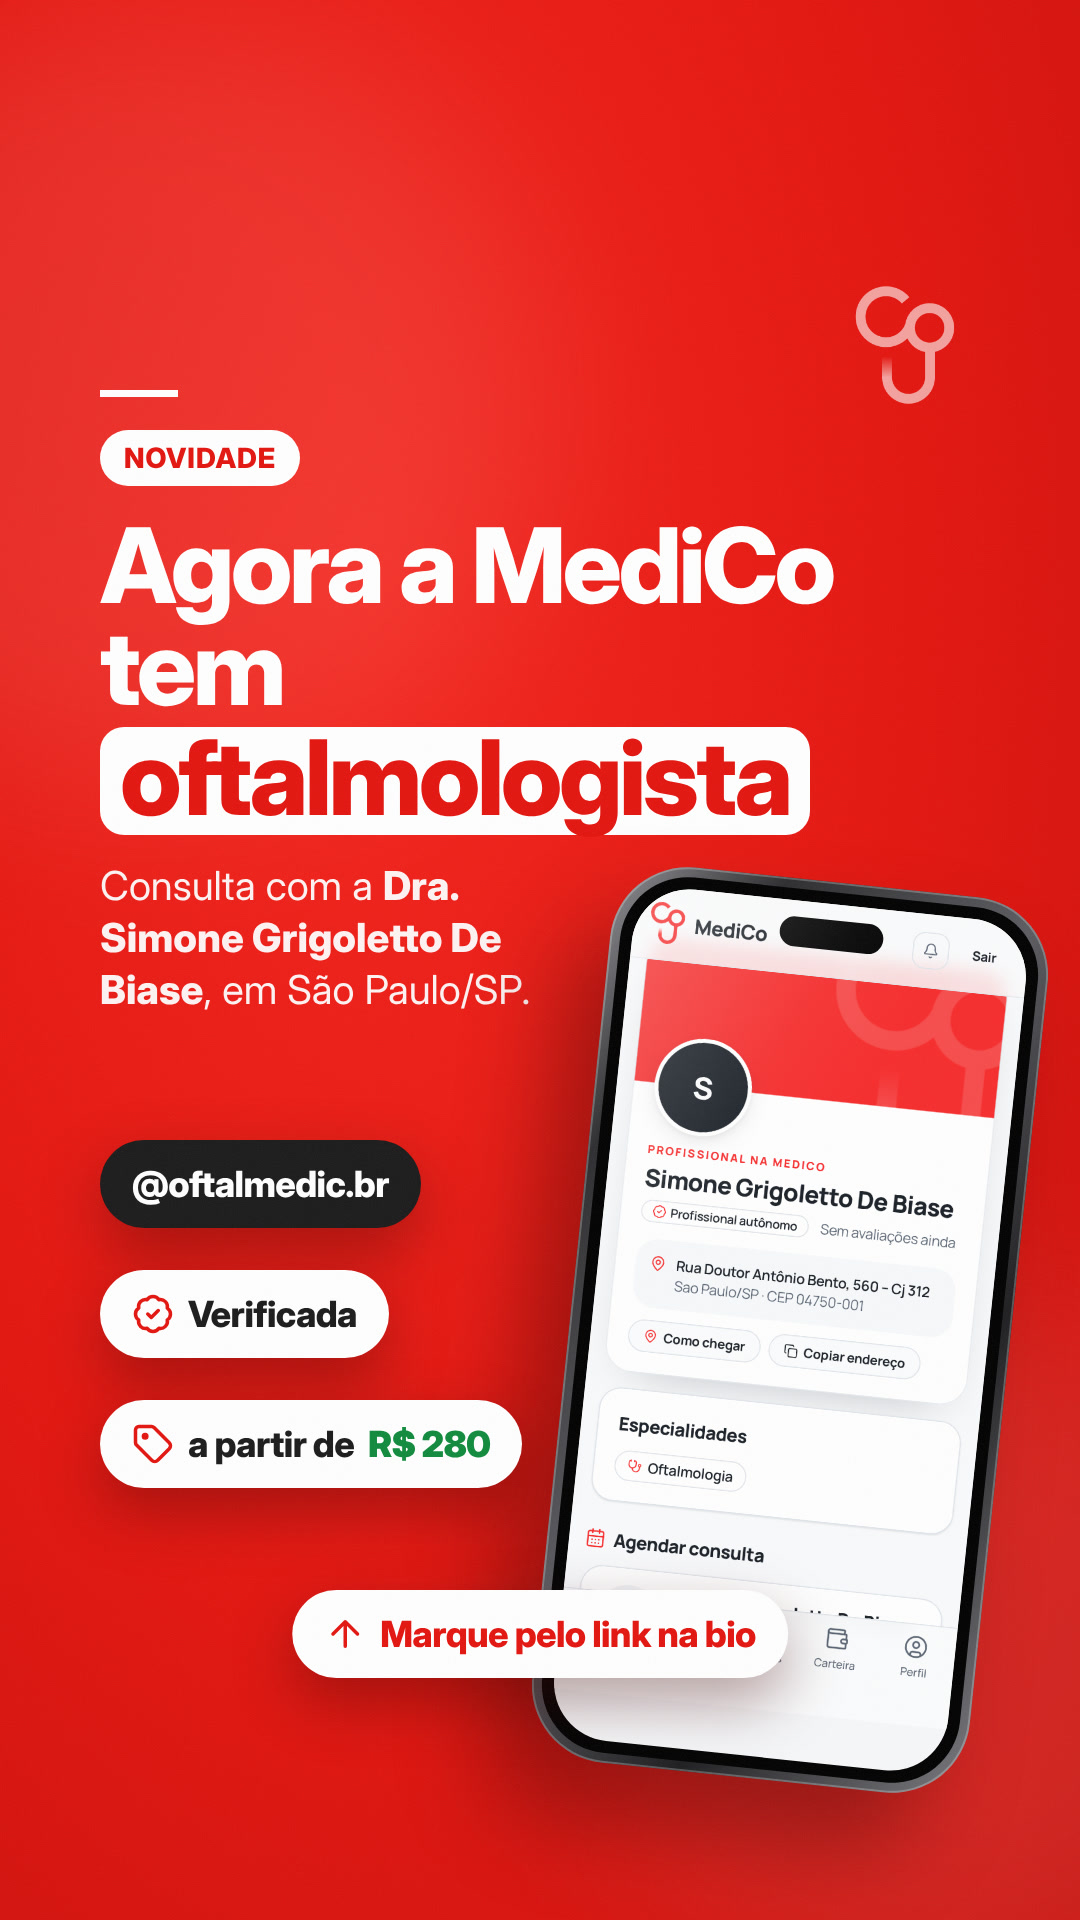 NOVIDADE
Agora a MediCo
tem
oftalmologista
Consulta com a Dra.
Simone Grigoletto De
Biase, em São Paulo/SP.
@oftalmedic.br
Verificada
a partir de R$ 280
Marque pelo link na bio
MediCo
Sair
S
PROFISSIONAL NA MEDICO
Simone Grigoletto De Biase
Profissional autônomo Sem avaliações ainda
Rua Doutor Antônio Bento, 560 – Cj 312
Sao Paulo/SP · CEP 04750-001
Como chegar Copiar endereço
Especialidades
Oftalmologia
Agendar consulta
Carteira Perfil